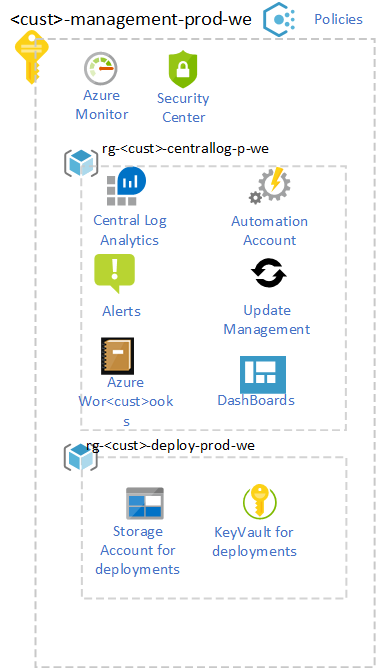 <cust>-management-prod-we
Policies
Azure
Monitor
Security
Center
rg-<cust>-centrallog-p-we
Central Log
Analytics
Automation
Account
Alerts
Update
Management
Azure
Wor<cust>ook
s
DashBoards
rg-<cust>-deploy-prod-we
Storage
Account for
deployments
KeyVault for
deployments